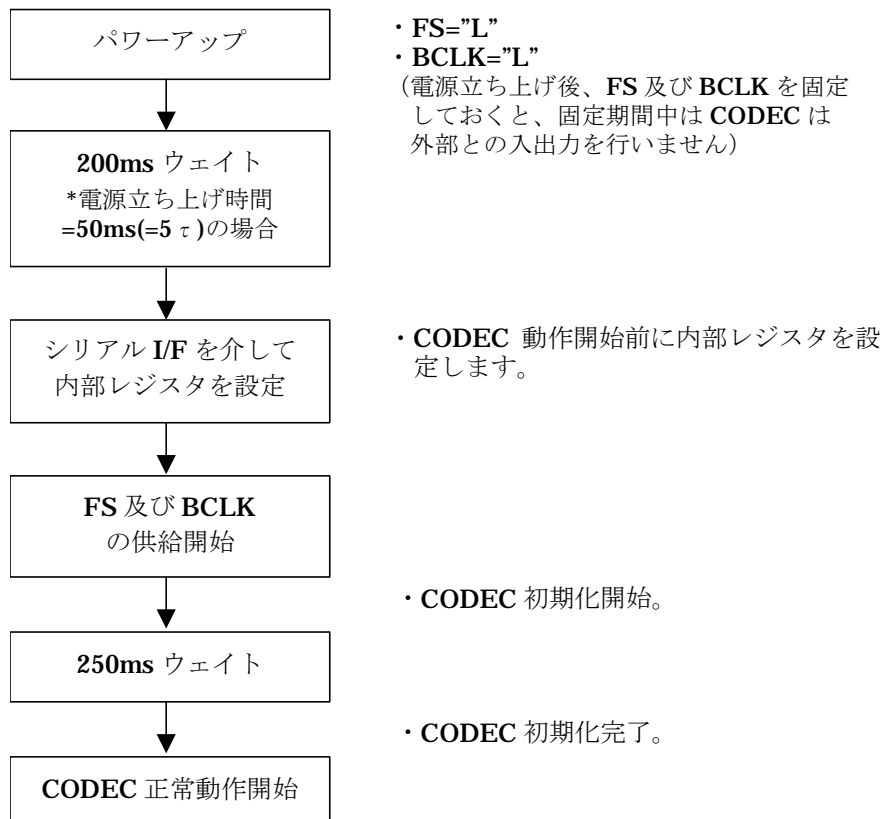 パワーアップ
・FS=”L”
・BCLK=”L”
（電源立ち上げ後、FS 及び BCLK を固定
しておくと、固定期間中は CODEC は
外部との入出力を行いません）
200ms ウェイト
*電源立ち上げ時間
=50ms(=5τ)の場合
シリアル I/F を介して
内部レジスタを設定
・CODEC 動作開始前に内部レジスタを設
定します。
FS 及び BCLK
の供給開始
・CODEC 初期化開始。
250ms ウェイト
・CODEC 初期化完了。
CODEC 正常動作開始